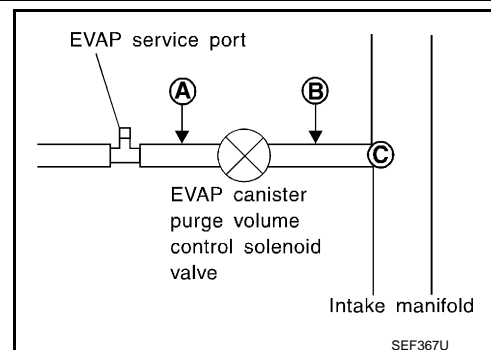 EVAP service port
A
B
C
EVAP canister
purge volume
control solenoid
valve
Intake manifold
SEF367U